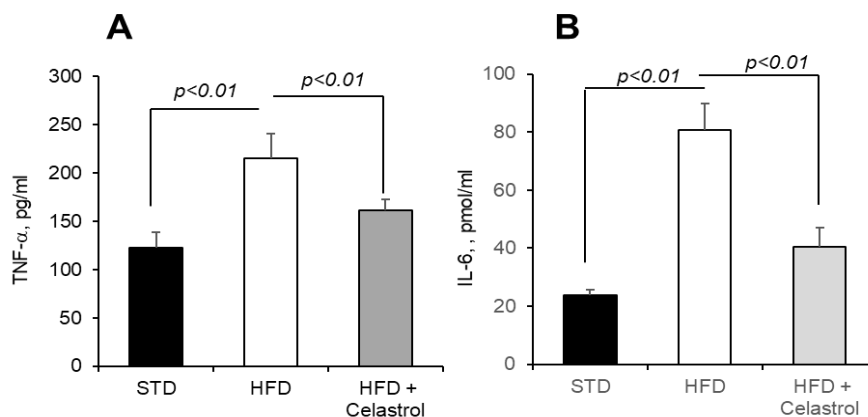 A
TNF-α, pg/ml
300
250
200
150
100
50
0
p<0.01
p<0.01
STD
HFD
HFD +
Celastrol
B
IL-6,, pmol/ml
100
80
60
40
20
0
p<0.01
p<0.01
STD
HFD
HFD +
Celastrol